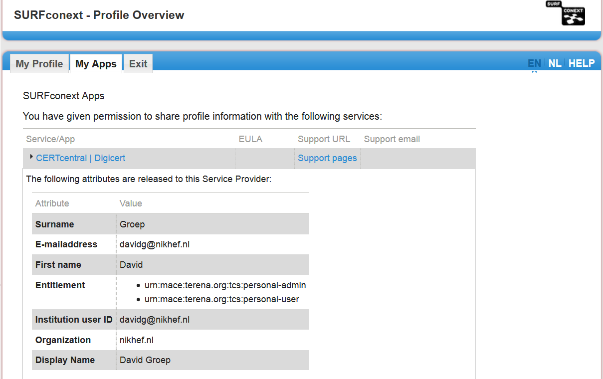 SURFconext - Profile Overview
SURF
CONEXT
My Profile My Apps Exit
EN NL HELP
SURFconext Apps
You have given permission to share profile information with the following services:
Service/App EULA Support URL Support email
CERTcentral | Digicert Support pages
The following attributes are released to this Service Provider:
Attribute Value
Surname Groep
E-mailaddress davidg@nikhef.nl
First name David
Entitlement • urn:mace:terena.org:tcs:personal-admin
• urn:mace:terena.org:tcs:personal-user
Institution user ID davidg@nikhef.nl
Organization nikhef.nl
Display Name David Groep